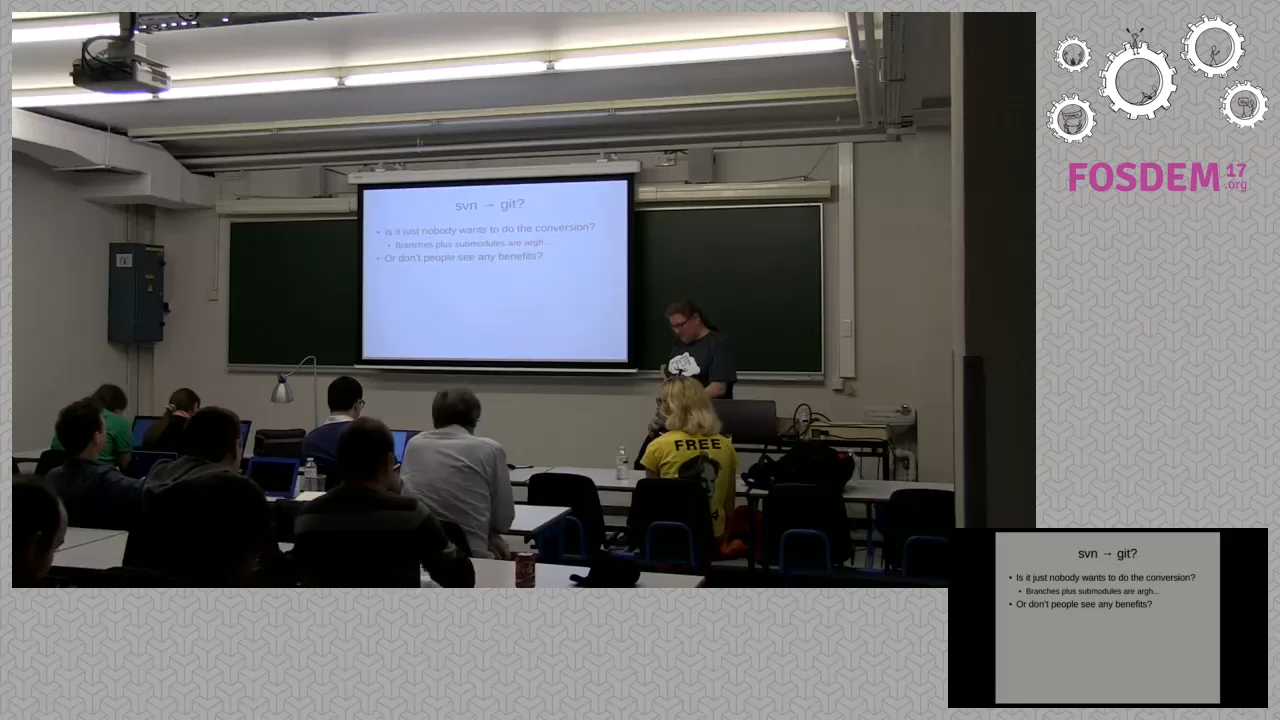 svn → git?
• Is it just nobody wants to do the conversion?
• Branches plus submodules are argh...
• Or don't people see any benefits?
FREE
FOSDEM 17
.org
svn → git?
• Is it just nobody wants to do the conversion?
• Branches plus submodules are argh...
• Or don't people see any benefits?